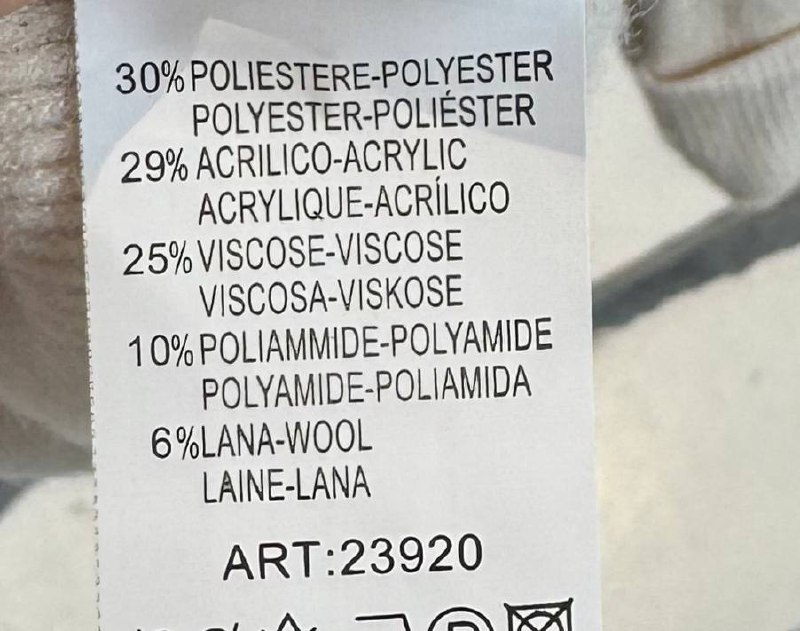 30% POLIESTERE-POLYESTER
POLYESTER-POLIÉSTER
29% ACRILICO-ACRYLIC
ACRYLIQUE-ACRÍLICO
25% VISCOSE-VISCOSE
VISCOSA-VISKOSE
10% POLIAMMIDE-POLYAMIDE
POLYAMIDE-POLIAMIDA
6% LANA-WOOL
LAINE-LANA
ART:23920